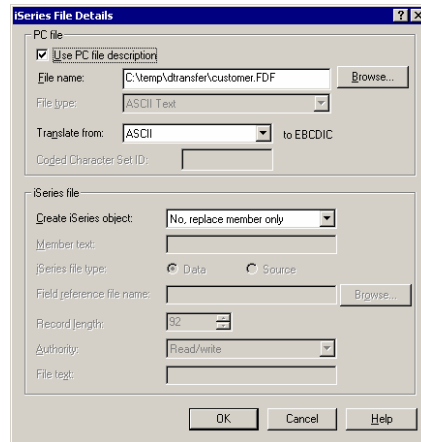 iSeries File Details
PC file
Use PC file description
File name: C:\temp\dtransfer\customer.FDF Browse...
File type: ASCII Text
Translate from: ASCII to EBCDIC
Coded Character Set ID:
iSeries file
Create iSeries object: No, replace member only
Member text:
iSeries file type: Data Source
Field reference file name: Browse...
Record length: 92
Authority: Read/write
File text:
OK Cancel Help